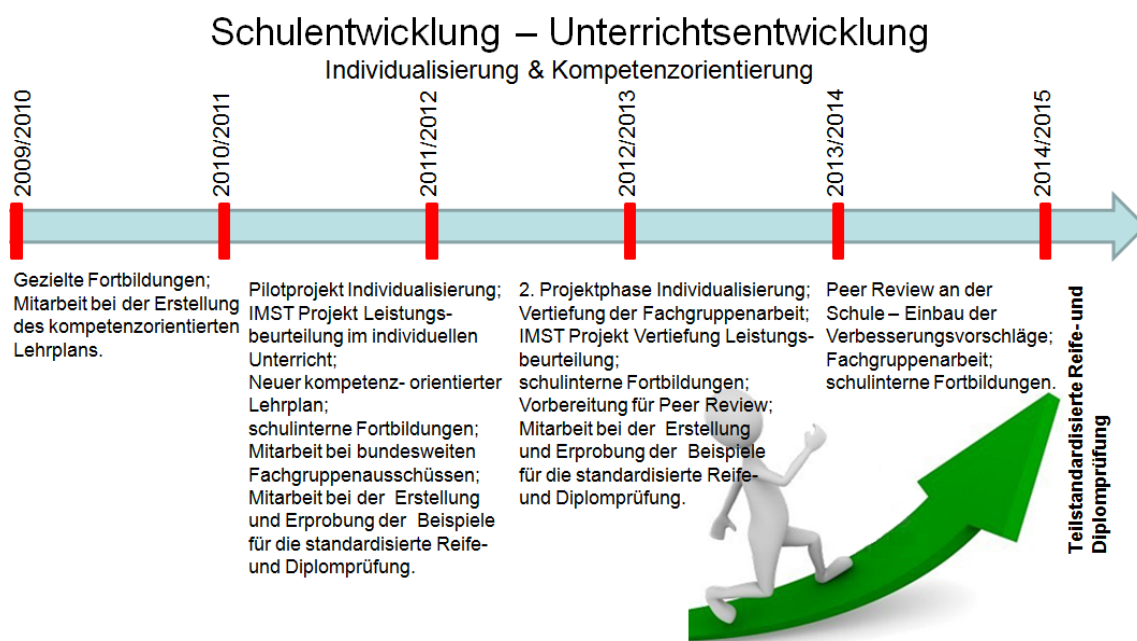 Schulentwicklung – Unterrichtsentwicklung
Individualisierung & Kompetenzorientierung
2009/2010
2010/2011
2011/2012
2012/2013
2013/2014
2014/2015
Gezielte Fortbildungen;
Mitarbeit bei der Erstellung
des kompetenzorientierten
Lehrplans.
Pilotprojekt Individualisierung;
IMST Projekt Leistungs-
beurteilung im individuellen
Unterricht;
Neuer kompetenz- orientierter
Lehrplan;
schulinterne Fortbildungen;
Mitarbeit bei bundesweiten
Fachgruppenausschüssen;
Mitarbeit bei der Erstellung
und Erprobung der Beispiele
für die standardisierte Reife-
und Diplomprüfung.
2. Projektphase Individualisierung;
Vertiefung der Fachgruppenarbeit;
IMST Projekt Vertiefung Leistungs-
beurteilung;
schulinterne Fortbildungen;
Vorbereitung für Peer Review;
Mitarbeit bei der Erstellung
und Erprobung der Beispiele
für die standardisierte Reife-
und Diplomprüfung.
Peer Review an der
Schule – Einbau der
Verbesserungsvorschläge;
Fachgruppenarbeit;
schulinterne Fortbildungen.
Teilstandardisierte Reife- und
Diplomprüfung